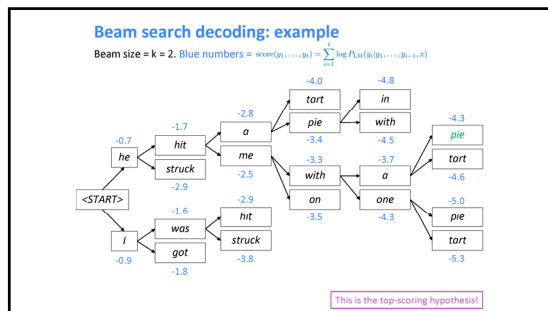 Beam search decoding: example
Beam size = k = 2. Blue numbers = score(y₁, …, yₜ) = ∑ᵢ₌₁ᵗ log P_LM(yᵢ|y₁, …, yᵢ₋₁, x)
-4.0 -4.8
tart in
-2.8 -4.3
-1.7 a pie with pie
-0.7 hit -3.4 -4.5
he me -3.3 -3.7 tart
struck -2.5 with a -4.6
-2.9
<START> -2.9 on one -5.0
-1.6 hit -3.5 -4.3 pie
I was
got struck tart
-0.9 -1.8 -3.8 -5.3
This is the top-scoring hypothesis!